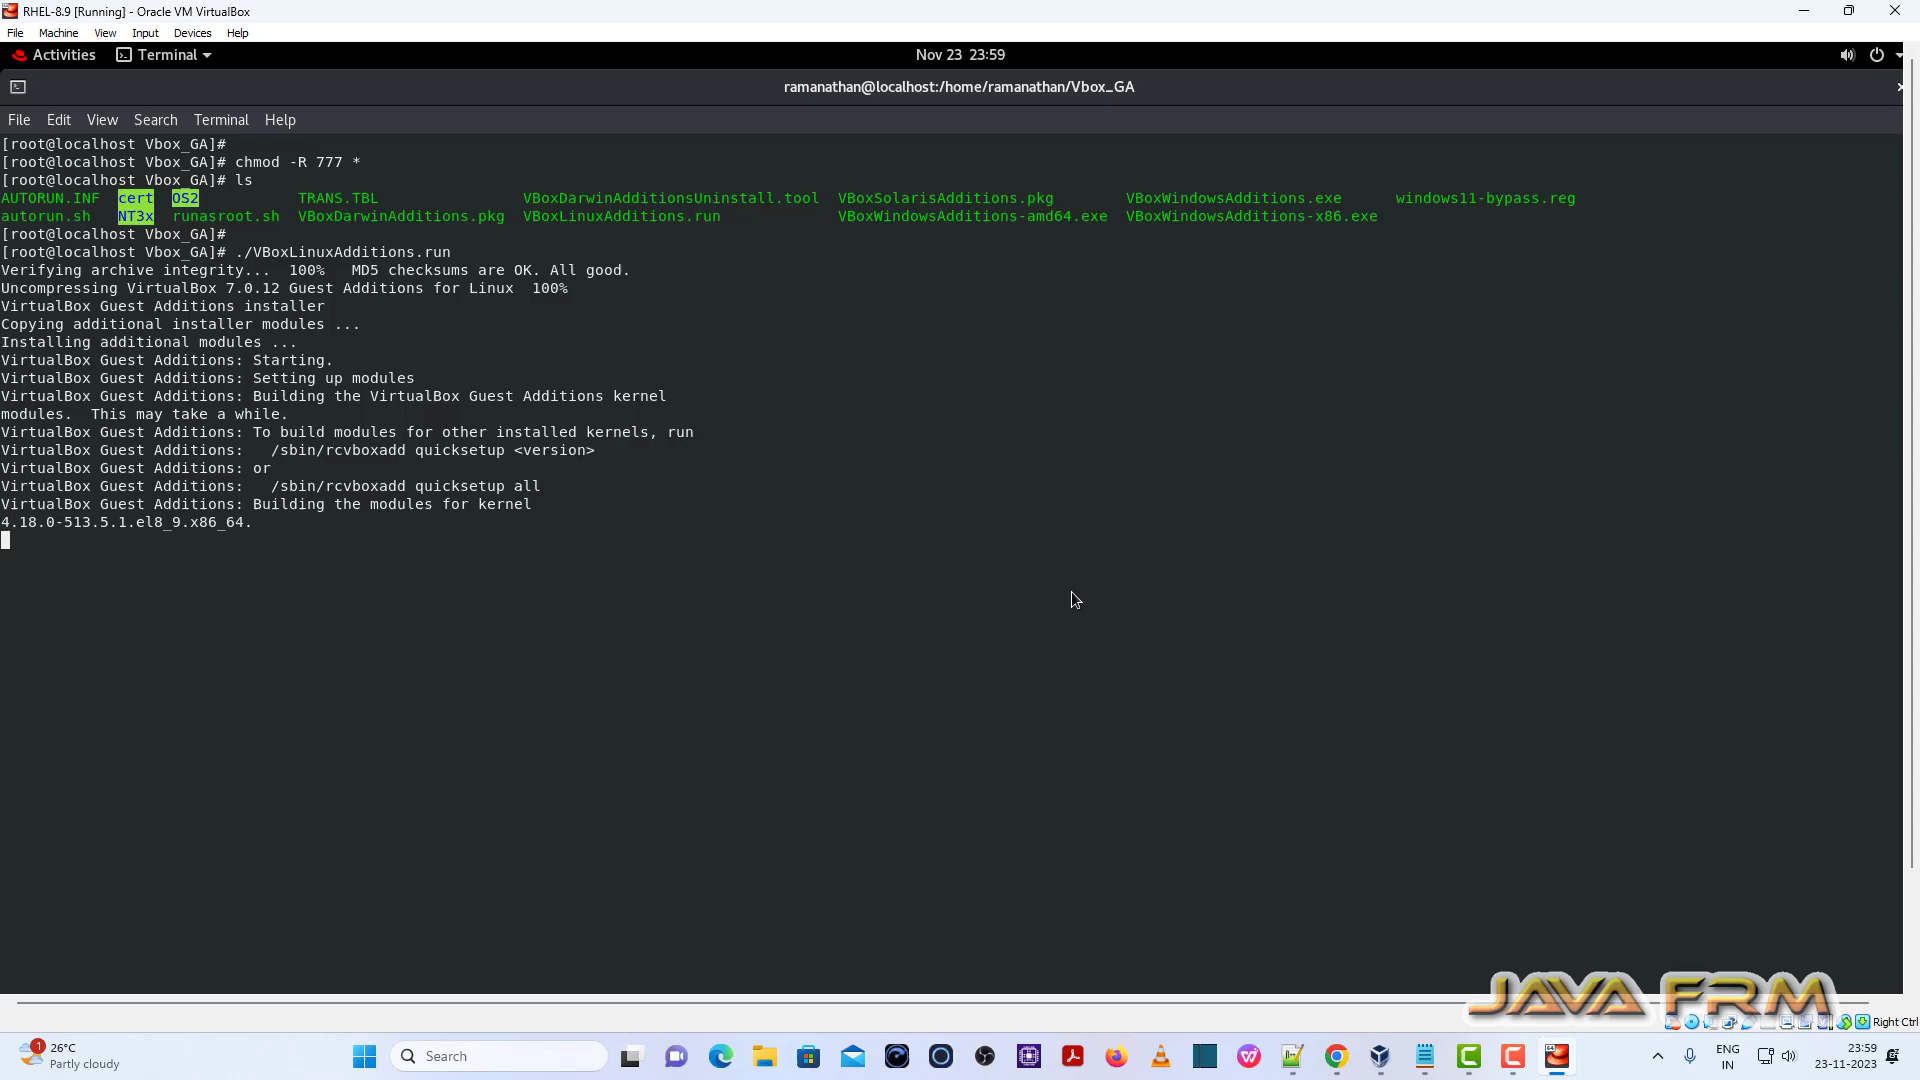 RHEL-8.9 [Running] - Oracle VM VirtualBox
File Machine View Input Devices Help
Activities Terminal Nov 23 23:59
ramanathan@localhost:/home/ramanathan/Vbox_GA
File Edit View Search Terminal Help
[root@localhost Vbox_GA]#
[root@localhost Vbox_GA]# chmod -R 777 *
[root@localhost Vbox_GA]# ls
AUTORUN.INF cert OS2 TRANS.TBL VBoxDarwinAdditionsUninstall.tool VBoxSolarisAdditions.pkg VBoxWindowsAdditions.exe windows11-bypass.reg
autorun.sh NT3x runasroot.sh VBoxDarwinAdditions.pkg VBoxLinuxAdditions.run VBoxWindowsAdditions-amd64.exe VBoxWindowsAdditions-x86.exe
[root@localhost Vbox_GA]#
[root@localhost Vbox_GA]# ./VBoxLinuxAdditions.run
Verifying archive integrity... 100% MD5 checksums are OK. All good.
Uncompressing VirtualBox 7.0.12 Guest Additions for Linux 100%
VirtualBox Guest Additions installer
Copying additional installer modules ...
Installing additional modules ...
VirtualBox Guest Additions: Starting.
VirtualBox Guest Additions: Setting up modules
VirtualBox Guest Additions: Building the VirtualBox Guest Additions kernel
modules. This may take a while.
VirtualBox Guest Additions: To build modules for other installed kernels, run
VirtualBox Guest Additions: /sbin/rcvboxadd quicksetup <version>
VirtualBox Guest Additions: or
VirtualBox Guest Additions: /sbin/rcvboxadd quicksetup all
VirtualBox Guest Additions: Building the modules for kernel
4.18.0-513.5.1.el8_9.x86_64.
JAVA FRM
Right Ctrl
1
26°C
Partly cloudy
Search
ENG
IN
23:59
23-11-2023